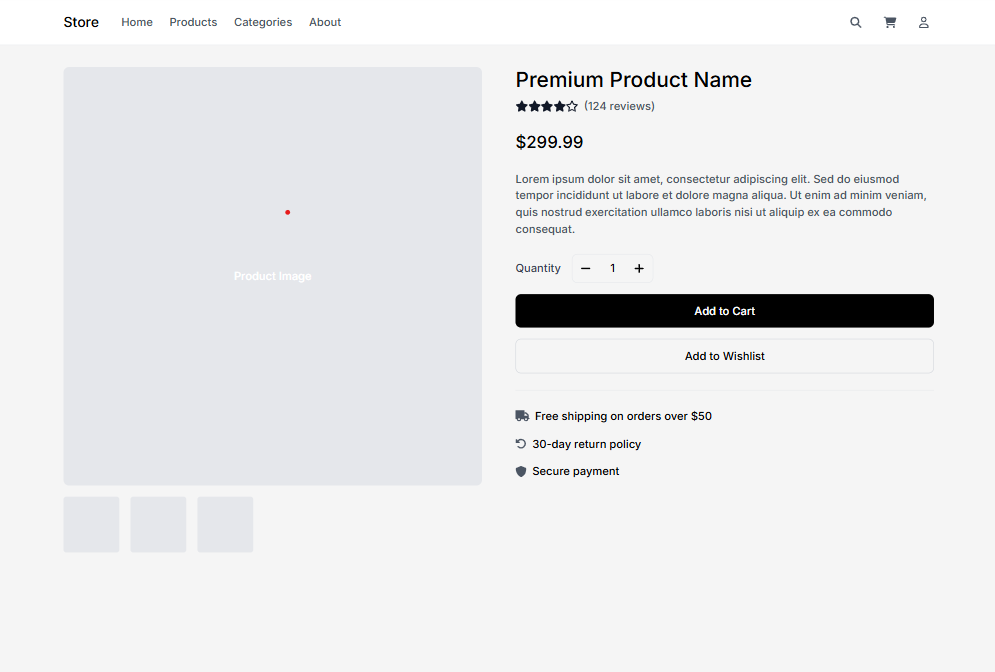 Store Home Products Categories About
Product Image
Premium Product Name
(124 reviews)
$299.99
Lorem ipsum dolor sit amet, consectetur adipiscing elit. Sed do eiusmod
tempor incididunt ut labore et dolore magna aliqua. Ut enim ad minim veniam,
quis nostrud exercitation ullamco laboris nisi ut aliquip ex ea commodo
consequat.
Quantity − 1 +
Add to Cart
Add to Wishlist
Free shipping on orders over $50
30-day return policy
Secure payment